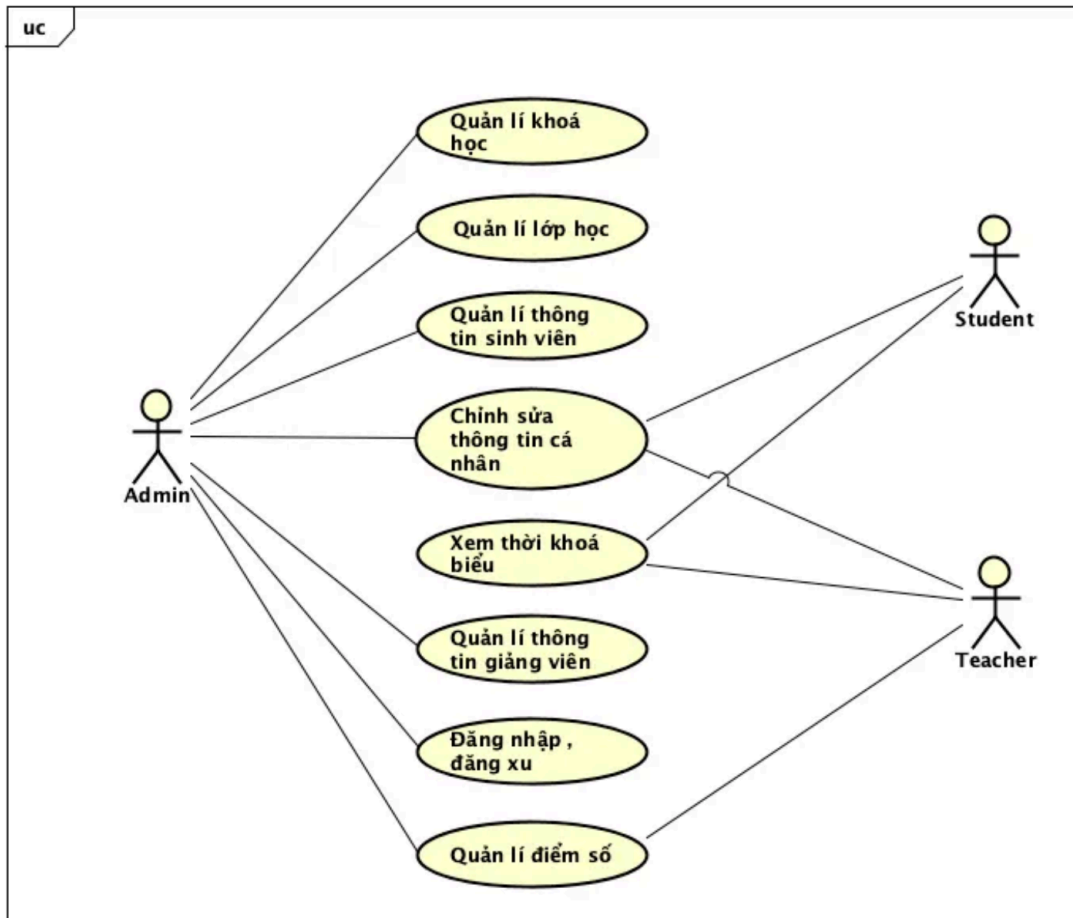 uc
Quản lí khoá
học
Quản lí lớp học
Quản lí thông
tin sinh viên
Chỉnh sửa
thông tin cá
nhân
Xem thời khoá
biểu
Quản lí thông
tin giảng viên
Đăng nhập ,
đăng xu
Quản lí điểm số
Admin
Student
Teacher